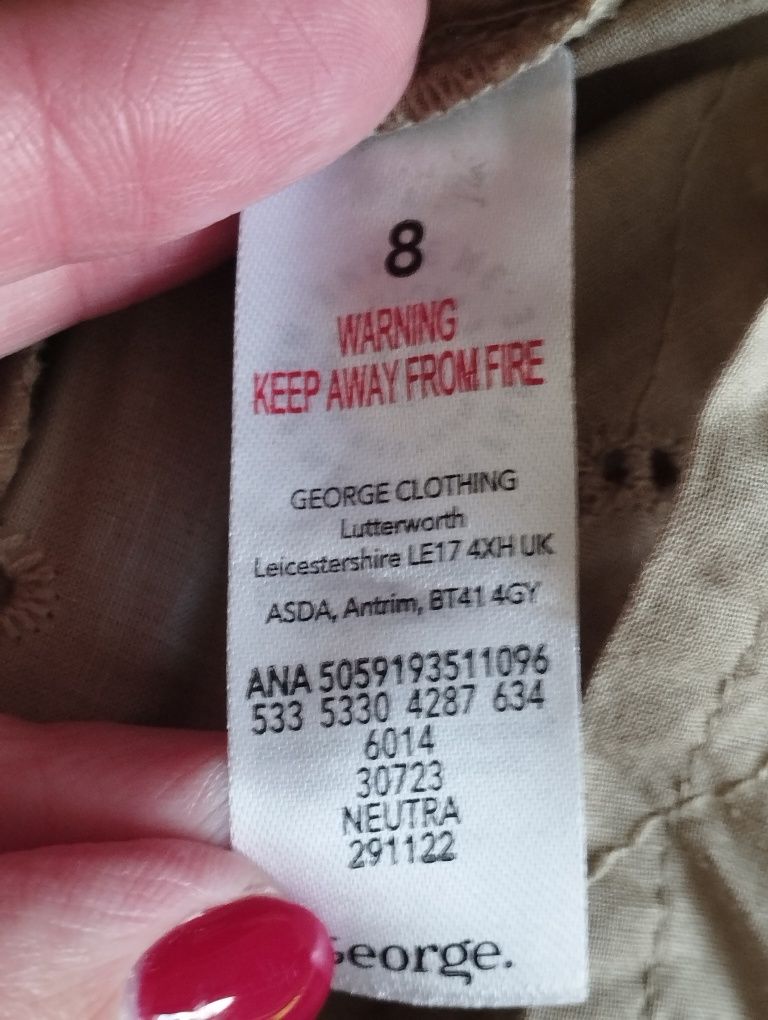 8
WARNING
KEEP AWAY FROM FIRE
GEORGE CLOTHING
Lutterworth
Leicestershire LE17 4XH UK
ASDA, Antrim, BT41 4GY
ANA 5059193511096
533 5330 4287 634
6014
30723
NEUTRA
291122
George.